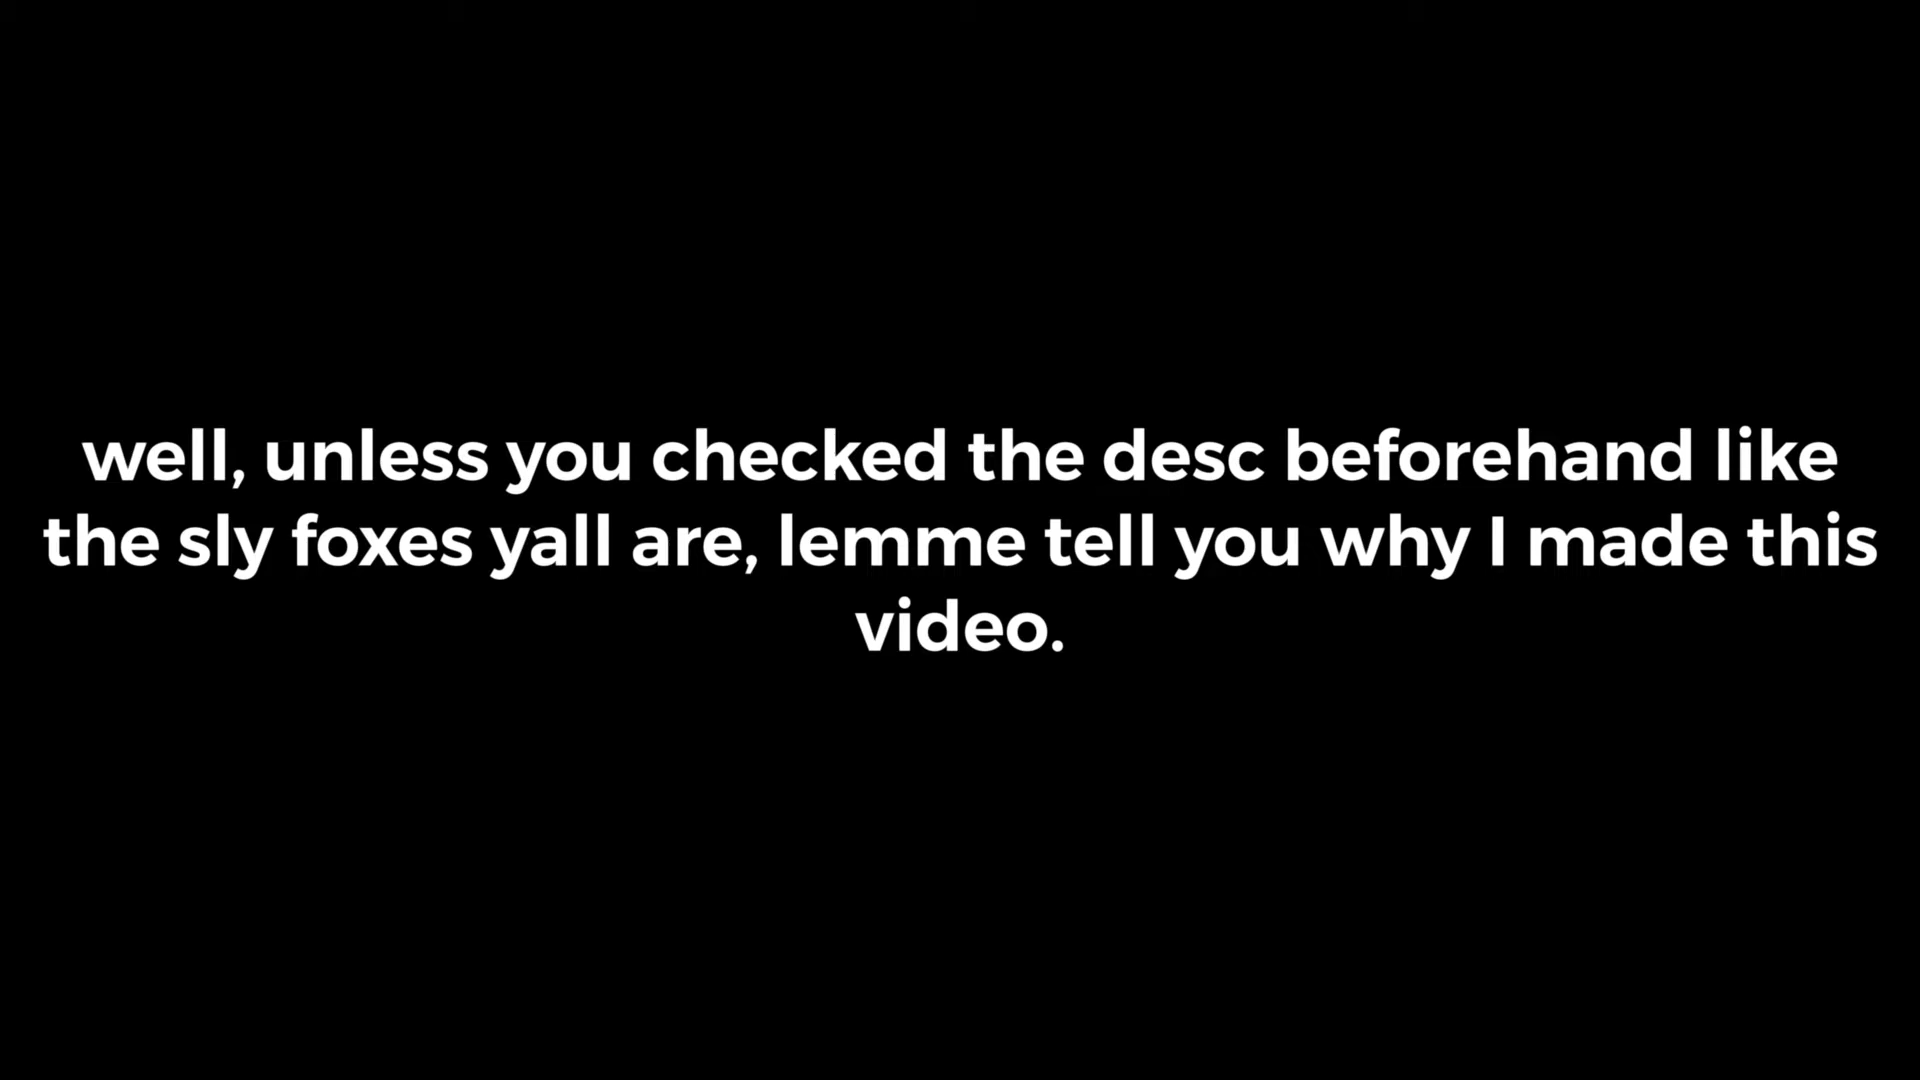 well, unless you checked the desc beforehand like
the sly foxes yall are, lemme tell you why I made this
video.